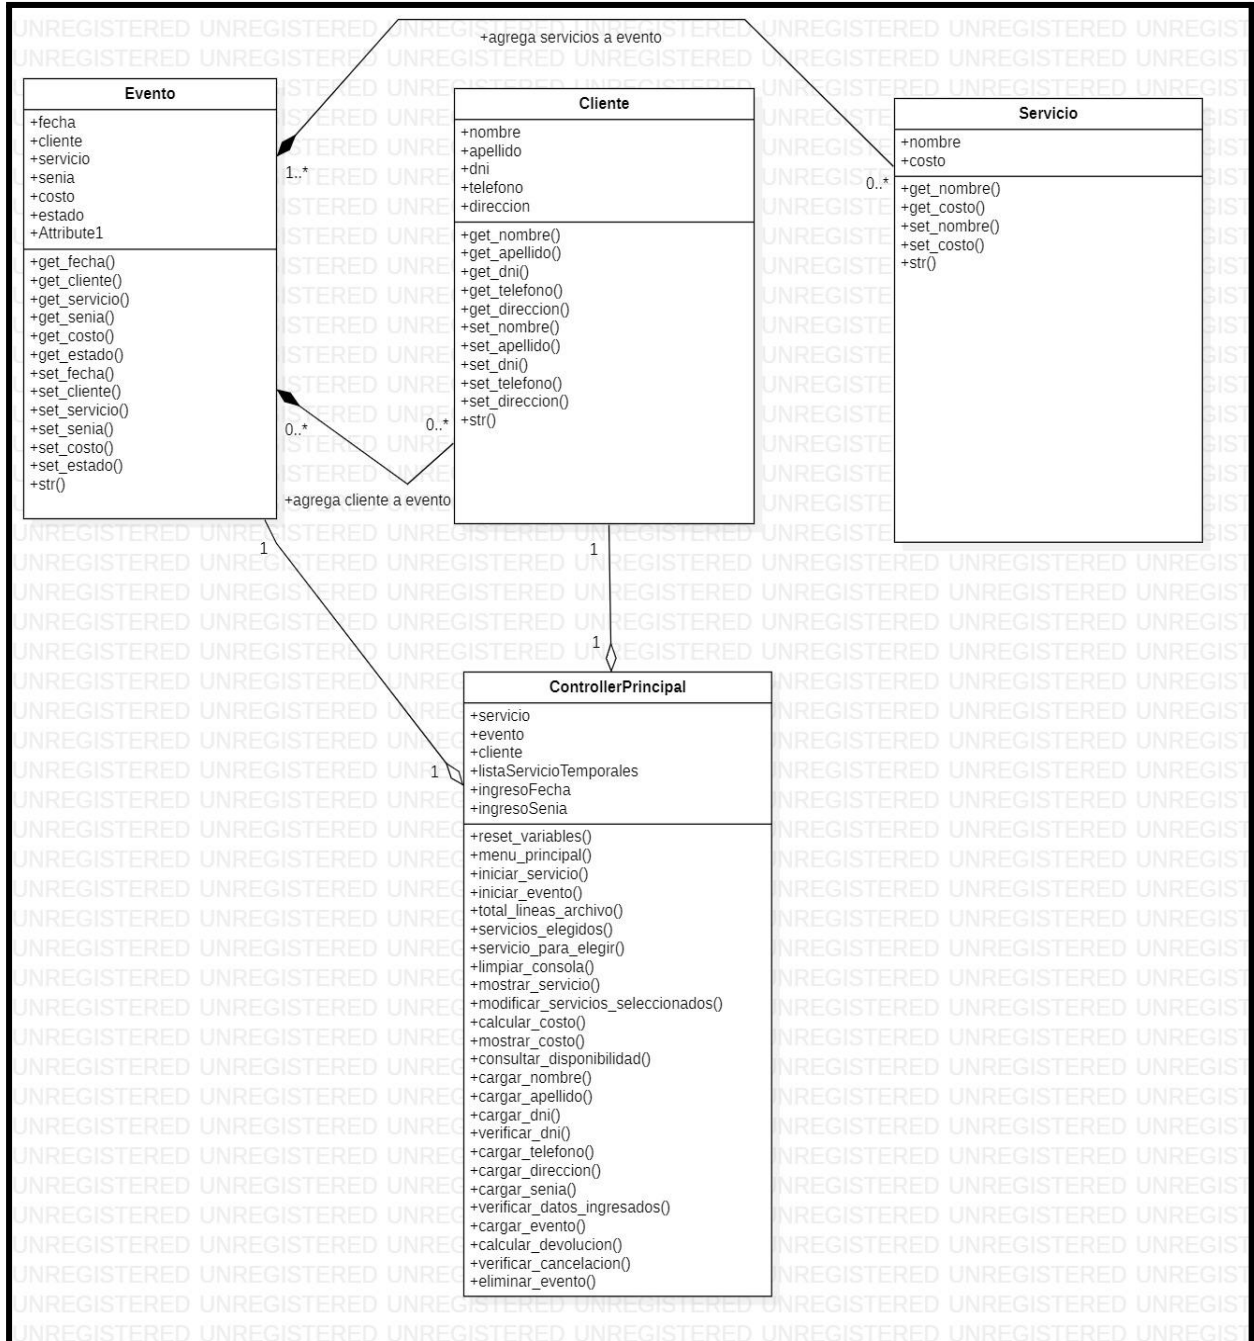 +agrega servicios a evento
Evento
+fecha
+cliente
+servicio
+senia
+costo
+estado
+Attribute1
+get_fecha()
+get_cliente()
+get_servicio()
+get_senia()
+get_costo()
+get_estado()
+set_fecha()
+set_cliente()
+set_servicio()
+set_senia()
+set_costo()
+set_estado()
+str()
1..*
0..*
Cliente
+nombre
+apellido
+dni
+telefono
+direccion
+get_nombre()
+get_apellido()
+get_dni()
+get_telefono()
+get_direccion()
+set_nombre()
+set_apellido()
+set_dni()
+set_telefono()
+set_direccion()
+str()
0..*
+agrega cliente a evento
Servicio
+nombre
+costo
+get_nombre()
+get_costo()
+set_nombre()
+set_costo()
+str()
0..*
1
1
1
1
ControllerPrincipal
+servicio
+evento
+cliente
+listaServicioTemporales
+ingresoFecha
+ingresoSenia
+reset_variables()
+menu_principal()
+iniciar_servicio()
+iniciar_evento()
+total_lineas_archivo()
+servicios_elegidos()
+servicio_para_elegir()
+limpiar_consola()
+mostrar_servicio()
+modificar_servicios_seleccionados()
+calcular_costo()
+mostrar_costo()
+consultar_disponibilidad()
+cargar_nombre()
+cargar_apellido()
+cargar_dni()
+verificar_dni()
+cargar_telefono()
+cargar_direccion()
+cargar_senia()
+verificar_datos_ingresados()
+cargar_evento()
+calcular_devolucion()
+verificar_cancelacion()
+eliminar_evento()
UNREGISTERED